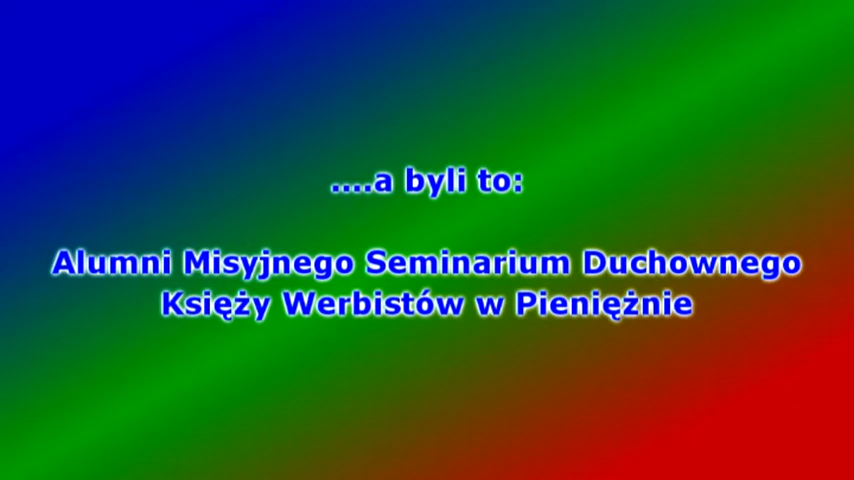 ....a byli to:
Alumni Misyjnego Seminarium Duchownego
Księży Werbistów w Pieniężnie